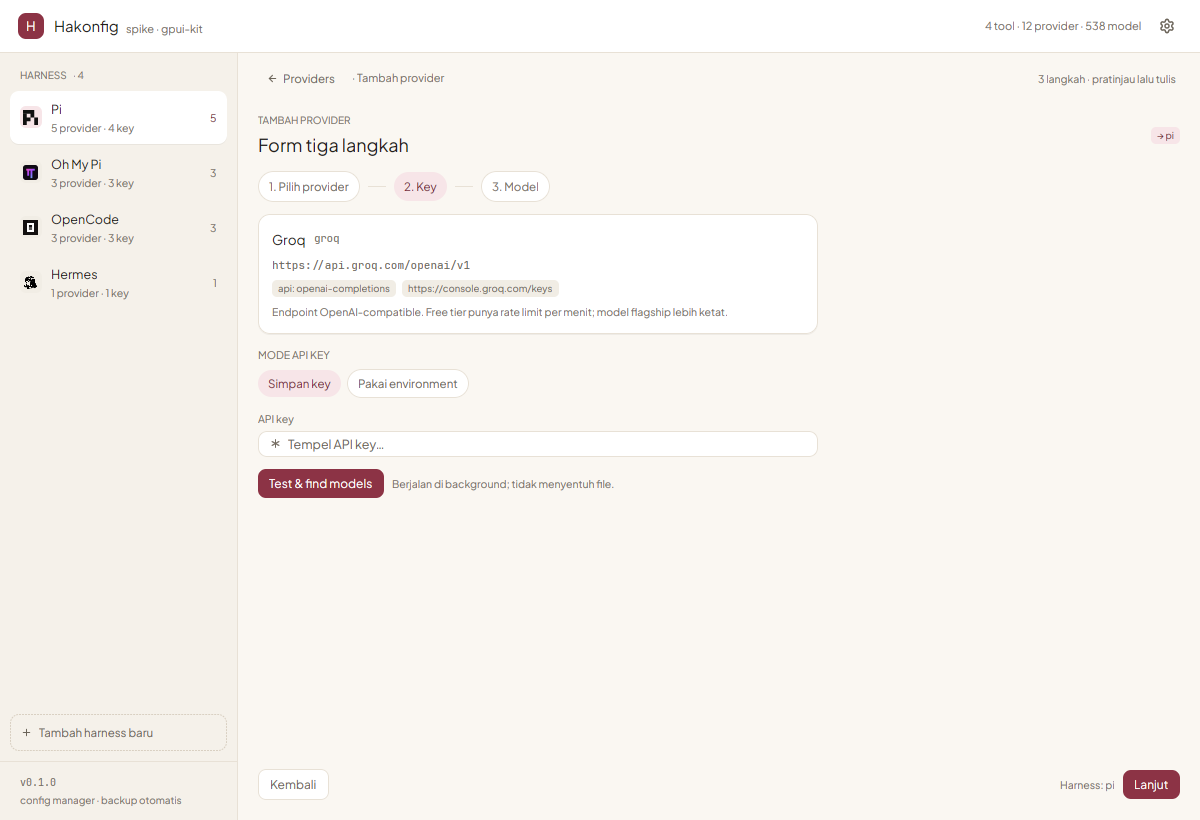 H Hakonfig spike · gpui-kit
4 tool · 12 provider · 538 model
HARNESS · 4
Pi
5 provider · 4 key
5
Oh My Pi
3 provider · 3 key
3
OpenCode
3 provider · 3 key
3
Hermes
1 provider · 1 key
1
+ Tambah harness baru
v0.1.0
config manager · backup otomatis
← Providers · Tambah provider
3 langkah · pratinjau lalu tulis
TAMBAH PROVIDER
Form tiga langkah
→ pi
1. Pilih provider
2. Key
3. Model
Groq groq
https://api.groq.com/openai/v1
api: openai-completions
https://console.groq.com/keys
Endpoint OpenAI-compatible. Free tier punya rate limit per menit; model flagship lebih ketat.
MODE API KEY
Simpan key
Pakai environment
API key
* Tempel API key...
Test & find models
Berjalan di background; tidak menyentuh file.
Kembali
Harness: pi
Lanjut